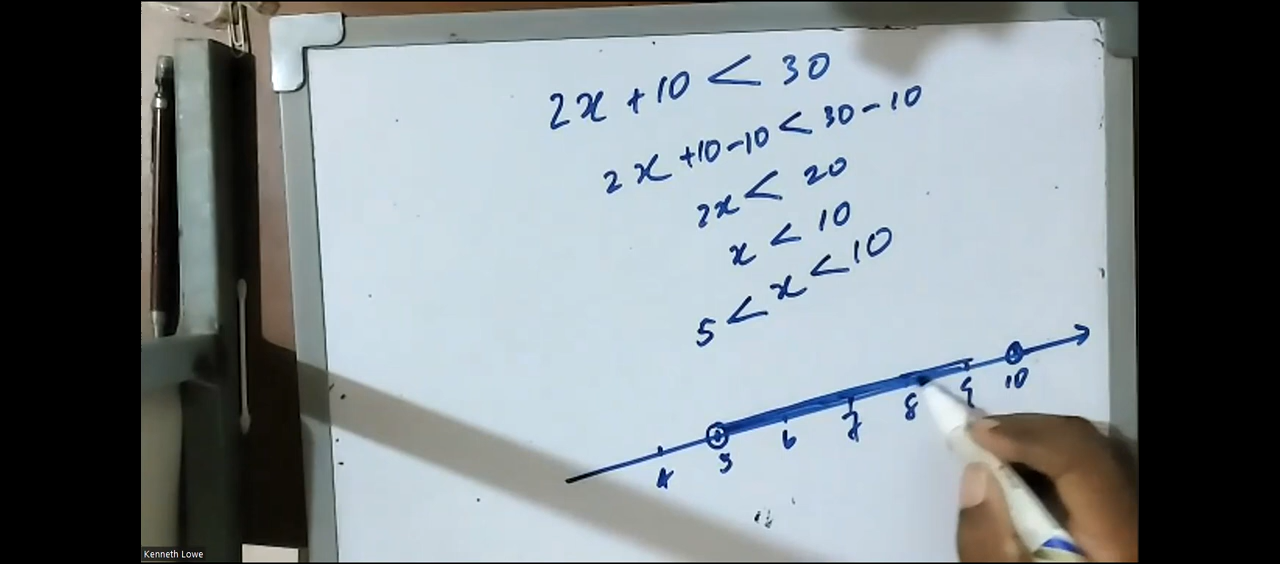 2x + 10 < 30
2x + 10 - 10 < 30 - 10
2x < 20
x < 10
5 < x < 10
4 5 6 7 8 9 10
Kenneth Lowe